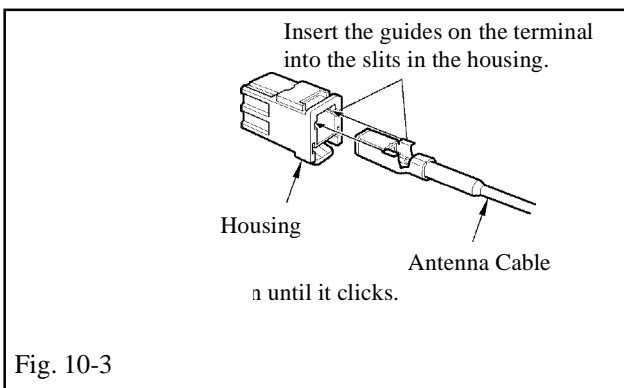 Insert the guides on the terminal
into the slits in the housing.
Housing
Antenna Cable
until it clicks.
Fig. 10-3